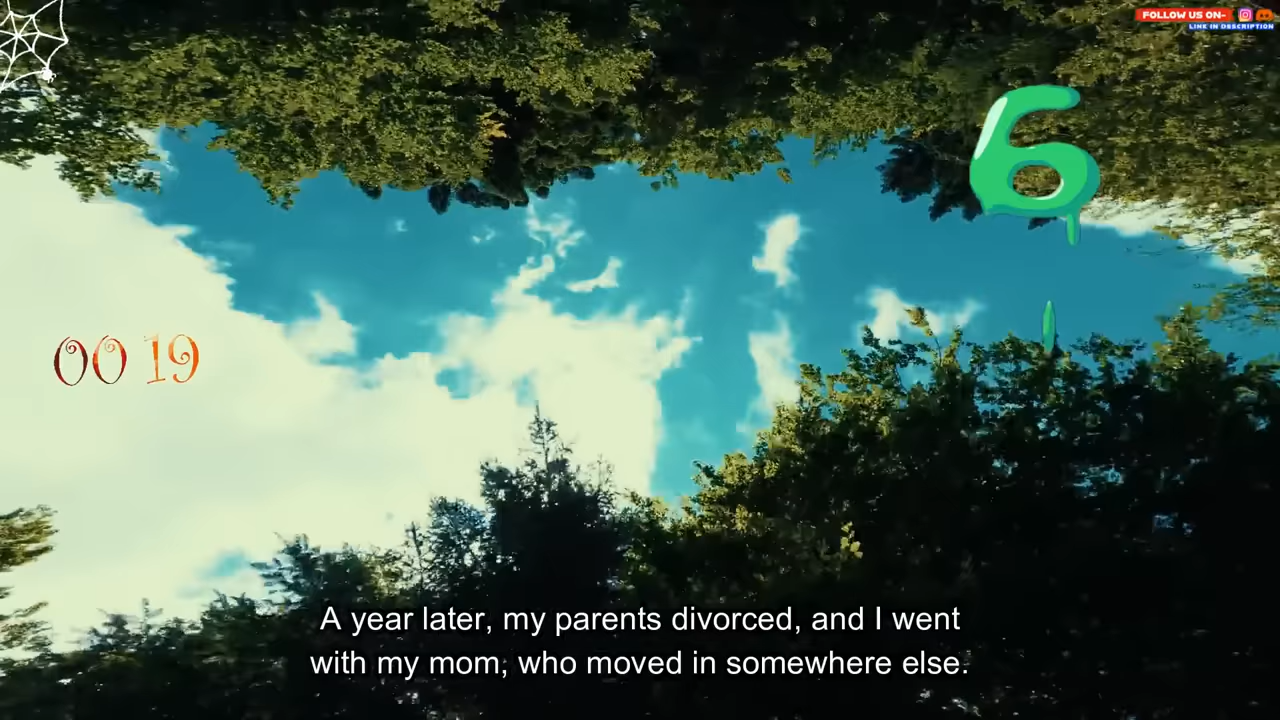 FOLLOW US ON-
LINK IN DESCRIPTION
6
00 19
A year later, my parents divorced, and I went
with my mom, who moved in somewhere else.